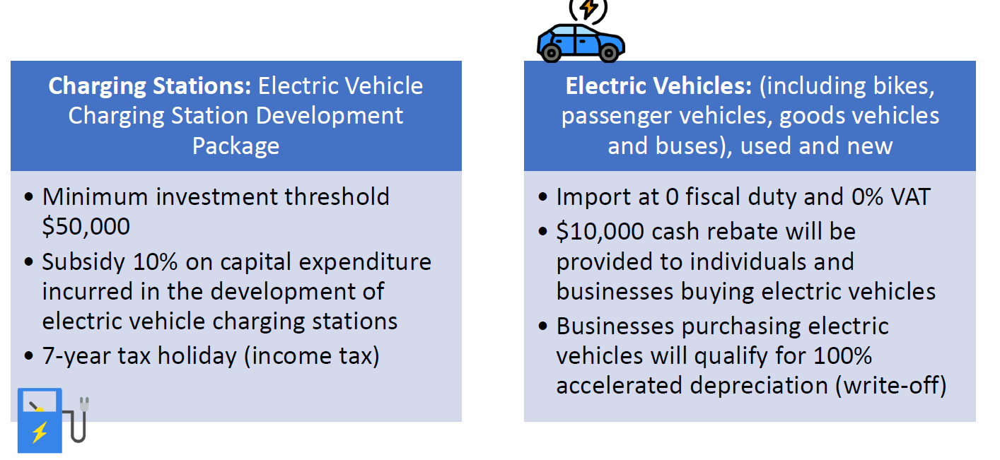 Charging Stations: Electric Vehicle
Charging Station Development
Package
• Minimum investment threshold
$50,000
• Subsidy 10% on capital expenditure
incurred in the development of
electric vehicle charging stations
• 7-year tax holiday (income tax)
Electric Vehicles: (including bikes,
passenger vehicles, goods vehicles
and buses), used and new
• Import at 0 fiscal duty and 0% VAT
• $10,000 cash rebate will be
provided to individuals and
businesses buying electric vehicles
• Businesses purchasing electric
vehicles will qualify for 100%
accelerated depreciation (write-off)